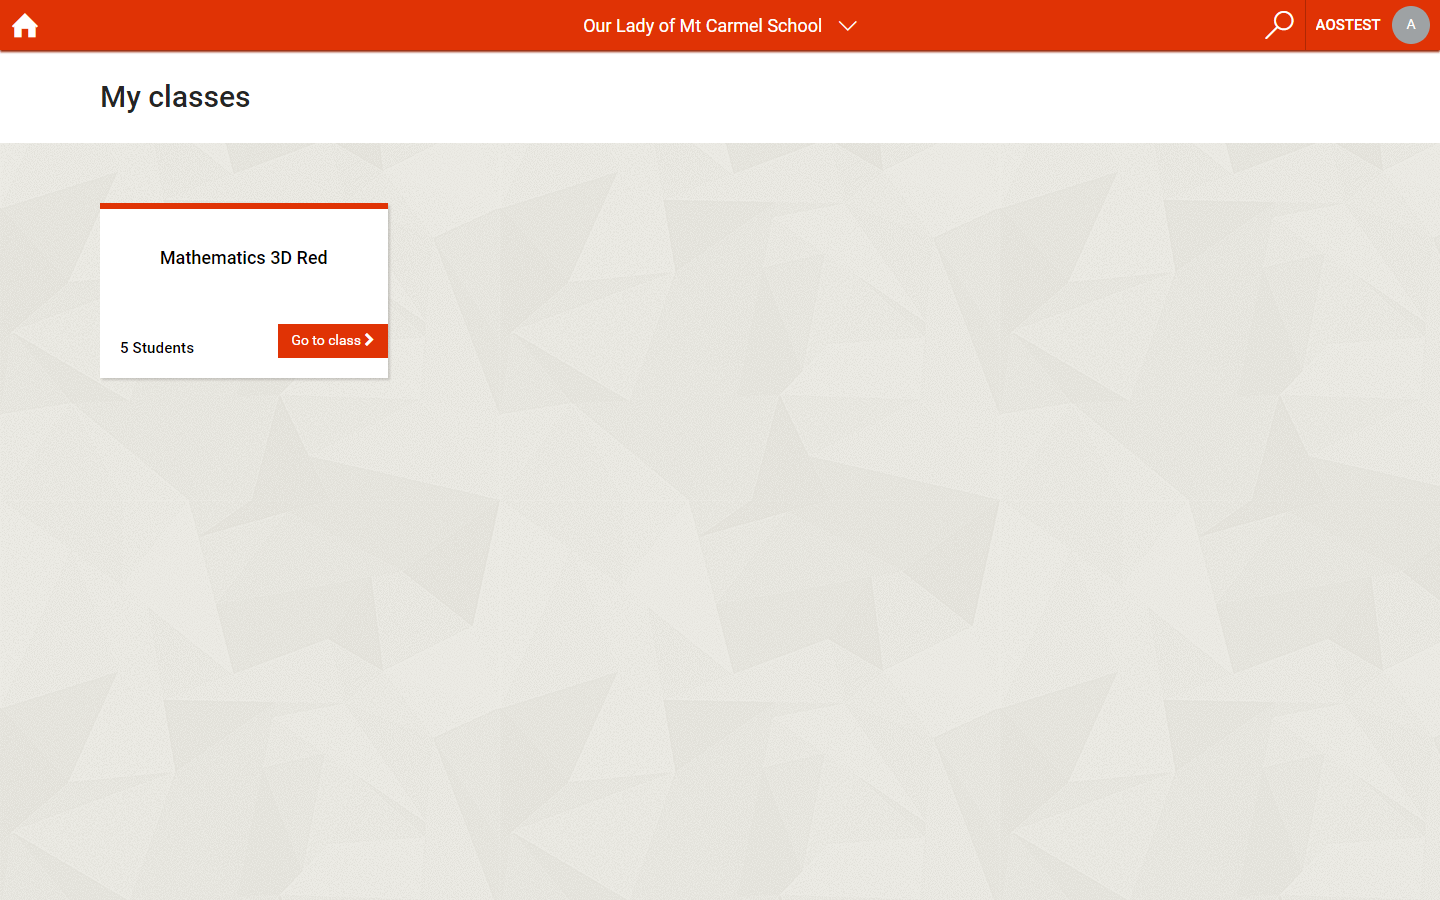 Our Lady of Mt Carmel School
AOSTEST
A
My classes
Mathematics 3D Red
5 Students
Go to class